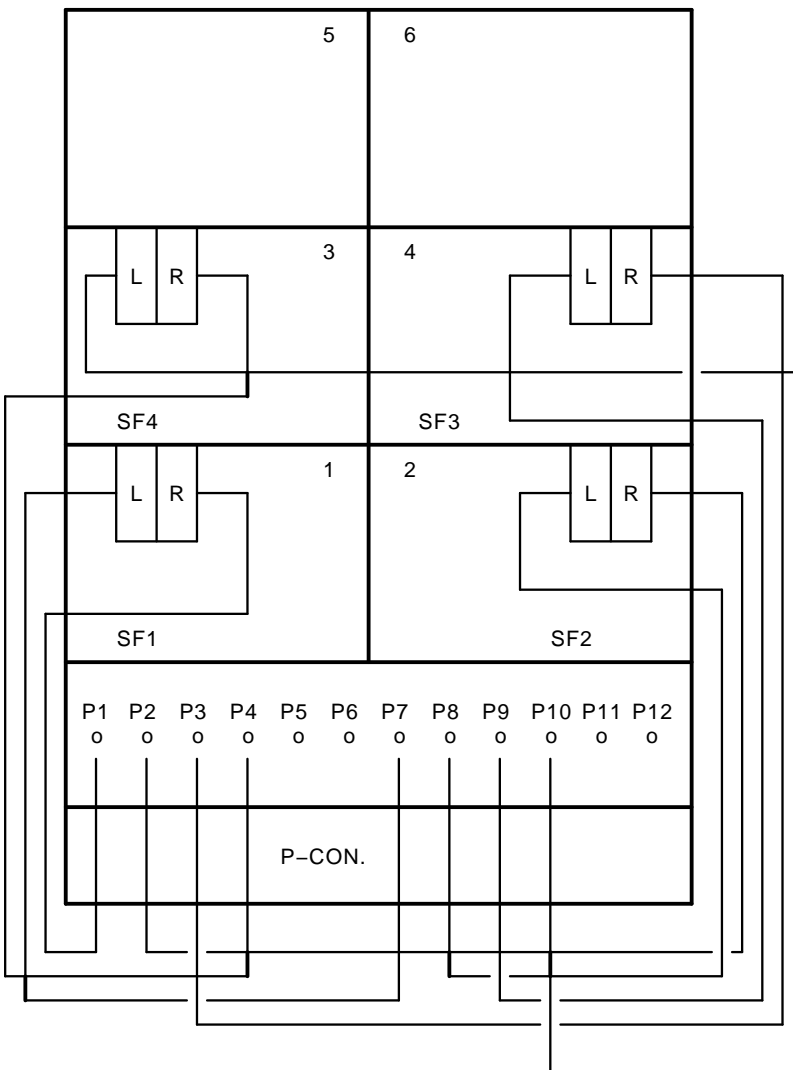 5 6
3 4
L R L R
SF4 SF3
1 2
L R L R
SF1 SF2
P1 P2 P3 P4 P5 P6 P7 P8 P9 P10 P11 P12
o o o o o o o o o o o o
P–CON.